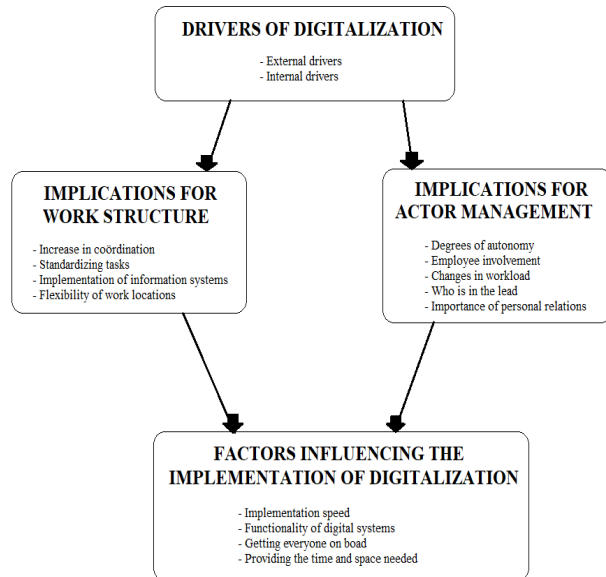 DRIVERS OF DIGITALIZATION
- External drivers
- Internal drivers
IMPLICATIONS FOR
WORK STRUCTURE
- Increase in coördination
- Standardizing tasks
- Implementation of information systems
- Flexibility of work locations
IMPLICATIONS FOR
ACTOR MANAGEMENT
- Degrees of autonomy
- Employee involvement
- Changes in workload
- Who is in the lead
- Importance of personal relations
FACTORS INFLUENCING THE
IMPLEMENTATION OF DIGITALIZATION
- Implementation speed
- Functionality of digital systems
- Getting everyone on boad
- Providing the time and space needed